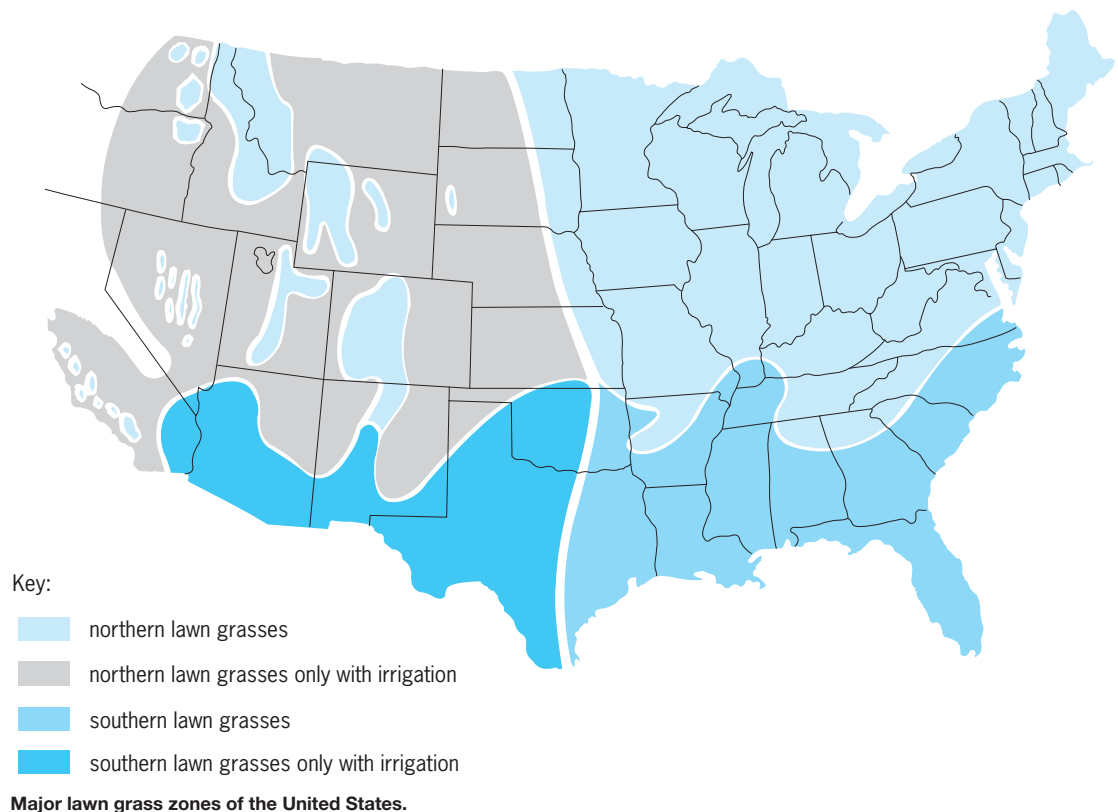 Key:
northern lawn grasses
northern lawn grasses only with irrigation
southern lawn grasses
southern lawn grasses only with irrigation
Major lawn grass zones of the United States.